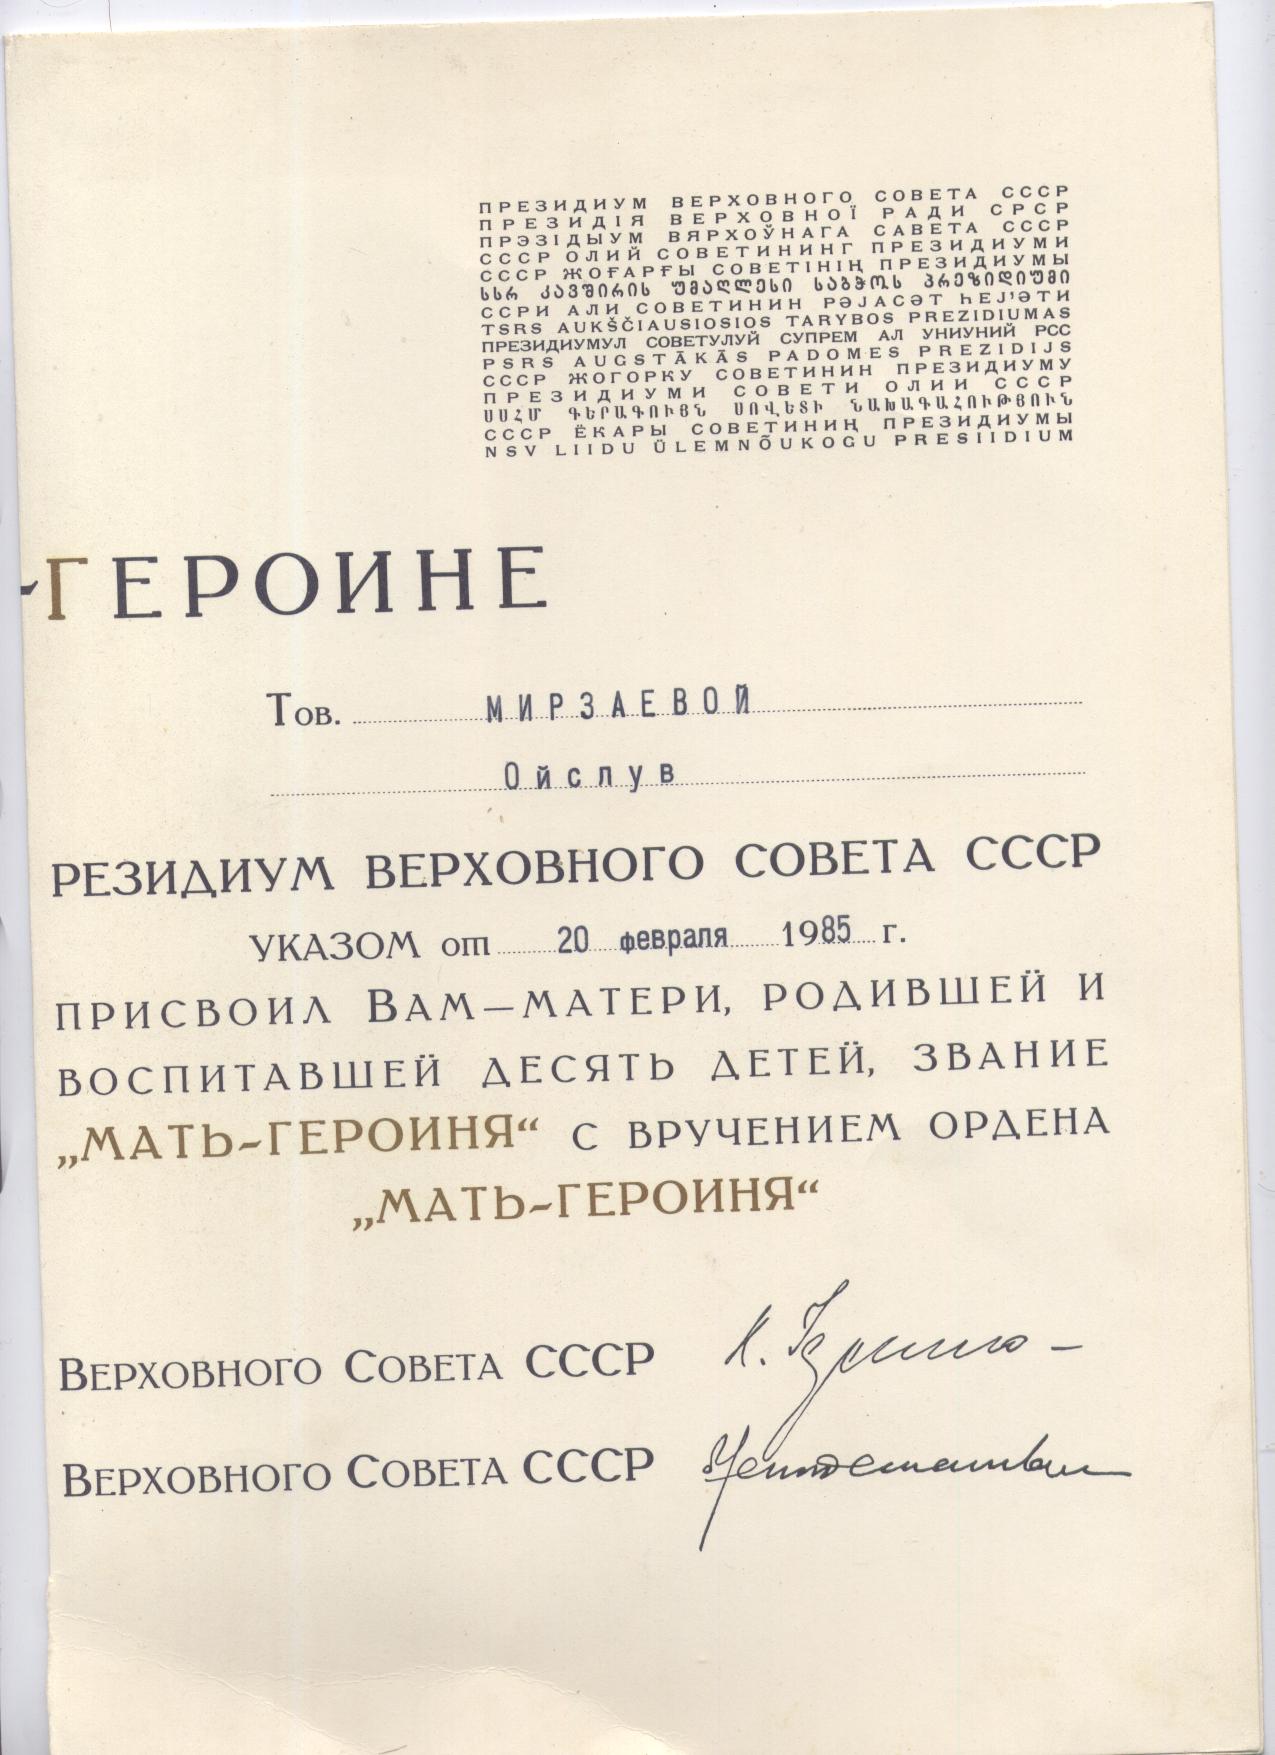 ПРЕЗИДИУМ ВЕРХОВНОГО СОВЕТА СССР
ПРЕЗИДІЯ ВЕРХОВНОЇ РАДИ СРСР
ПРЭЗІДЫУМ ВЯРХОЎНАГА САВЕТА СССР
СССР ОЛИЙ СОВЕТИНИНГ ПРЕЗИДИУМИ
СССР ЖОҒАРҒЫ СОВЕТІНІҢ ПРЕЗИДИУМЫ
ᲡᲡᲠ ᲙᲐᲕᲨᲘᲠᲘᲡ ᲣᲛᲐᲦᲚᲔᲡᲘ ᲡᲐᲑᲭᲝᲡ ᲞᲠᲔᲖᲘᲓᲘᲣᲛᲘ
ССРИ АЛИ СОВЕТИНИН РӘЈАСӘТ ҺЕЈ’ӘТИ
TSRS AUKŠČIAUSIOSIOS TARYBOS PREZIDIUMAS
ПРЕЗИДИУМУЛ СОВЕТУЛУЙ СУПРЕМ АЛ УНИУНИЙ РСС
PSRS AUGSTĀKĀS PADOMES PREZIDIJS
СССР ЖОГОРКУ СОВЕТИНИН ПРЕЗИДИУМУ
ПРЕЗИДИУМИ СОВЕТИ ОЛИИ СССР
ՍՍՀՄ ԳԵՐԱԳՈՒՅՆ ՍՈՎԵՏԻ ՆԱԽԱԳԱՀՈՒԹՅՈՒՆ
СССР ЁКАРЫ СОВЕТИНИҢ ПРЕЗИДИУМЫ
NSV LIIDU ÜLEMNÕUKOGU PRESIIDIUM
-ГЕРОИНЕ
Тов. МИРЗАЕВОЙ
Ойслув
РЕЗИДИУМ ВЕРХОВНОГО СОВЕТА СССР
УКАЗОМ от 20 февраля 1985 г.
ПРИСВОИЛ ВАМ—МАТЕРИ, РОДИВШЕЙ И
ВОСПИТАВШЕЙ ДЕСЯТЬ ДЕТЕЙ, ЗВАНИЕ
„МАТЬ-ГЕРОИНЯ“ С ВРУЧЕНИЕМ ОРДЕНА
„МАТЬ-ГЕРОИНЯ“
ВЕРХОВНОГО СОВЕТА СССР
ВЕРХОВНОГО СОВЕТА СССР